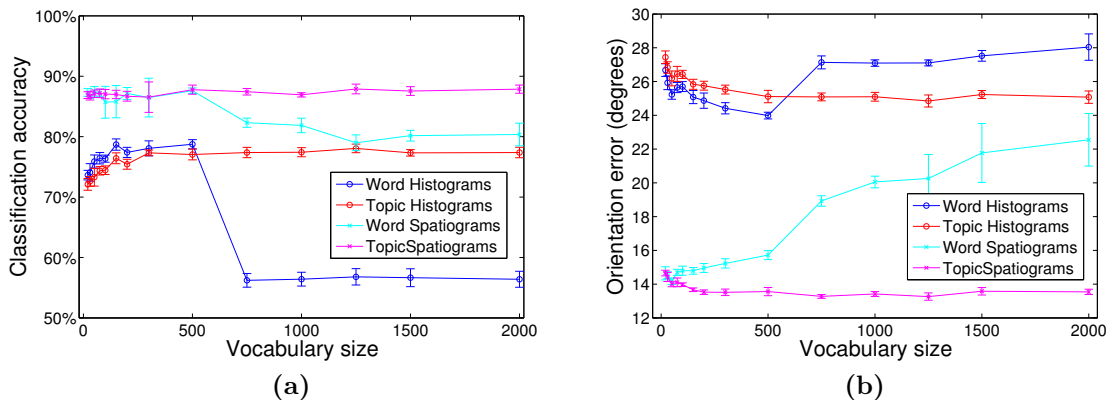 100%
90%
80%
70%
60%
50%
Classification accuracy
0
500
1000
1500
2000
Vocabulary size
Word Histograms
Topic Histograms
Word Spatiograms
TopicSpatiograms
(a)
30
28
26
24
22
20
18
16
14
12
Orientation error (degrees)
0
500
1000
1500
2000
Vocabulary size
Word Histograms
Topic Histograms
Word Spatiograms
TopicSpatiograms
(b)